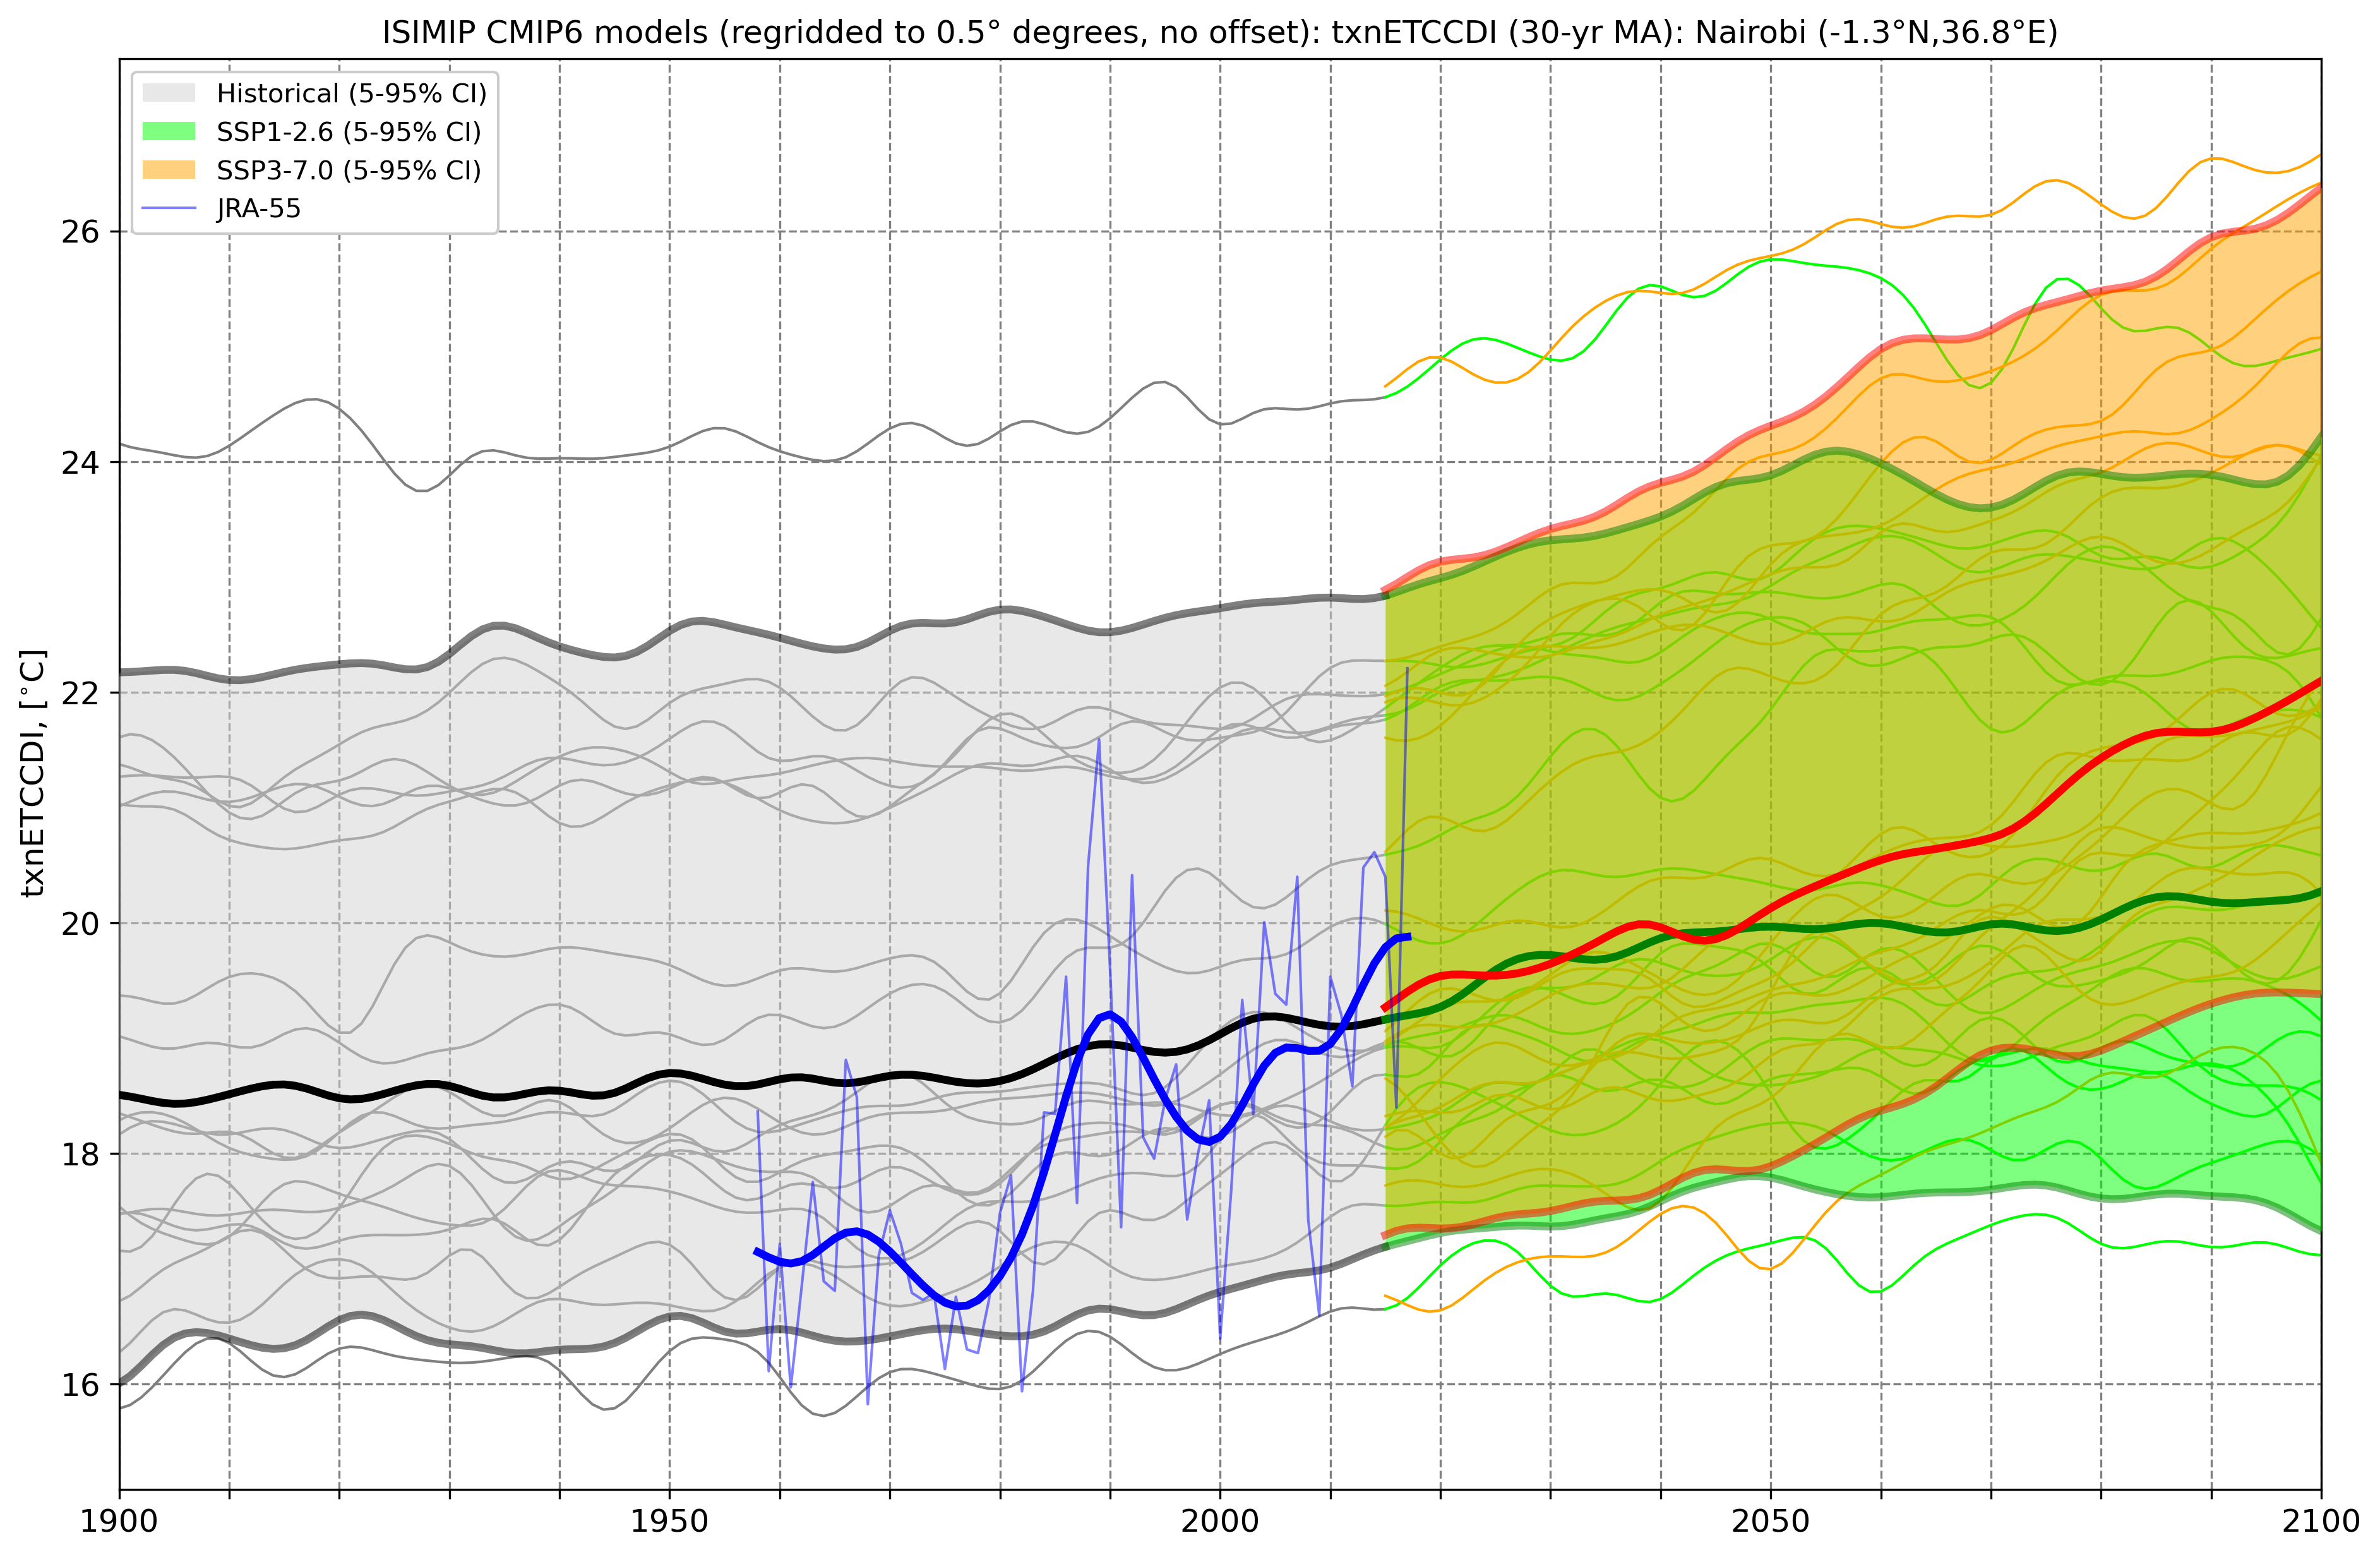 ISIMIP CMIP6 models (regridded to 0.5° degrees, no offset): txnETCCDI (30-yr MA): Nairobi (-1.3°N,36.8°E)
Historical (5-95% CI)
SSP1-2.6 (5-95% CI)
SSP3-7.0 (5-95% CI)
JRA-55
txnETCCDI, [°C]
26
24
22
20
18
16
1900
1950
2000
2050
2100